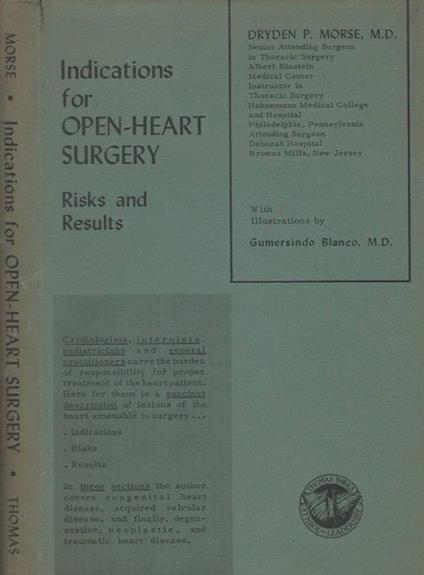 MORSE • Indications for OPEN-HEART SURGERY • THOMAS
Indications
for
OPEN-HEART
SURGERY
Risks and
Results
DRYDEN P. MORSE, M.D.
Senior Attending Surgeon
in Thoracic Surgery
Albert Einstein
Medical Center
Instructor in
Thoracic Surgery
Hahnemann Medical College
and Hospital
Philadelphia, Pennsylvania
Attending Surgeon
Deborah Hospital
Browns Mills, New Jersey
With
Illustrations by
Gumersindo Blanco, M.D.
Cardiologists, internists,
pediatricians and general
practitioners carry the burden
of responsibility for proper
treatment of the heart patient.
Here for them is a succinct
description of lesions of the
heart amenable to surgery...
. Indications
. Risks
. Results
In three sections the author
covers congenital heart
disease, acquired valvular
disease, and finally, degen-
erative, neoplastic, and
traumatic heart disease.
A THOMAS BOOK
A SYMBOL OF LEADERSHIP